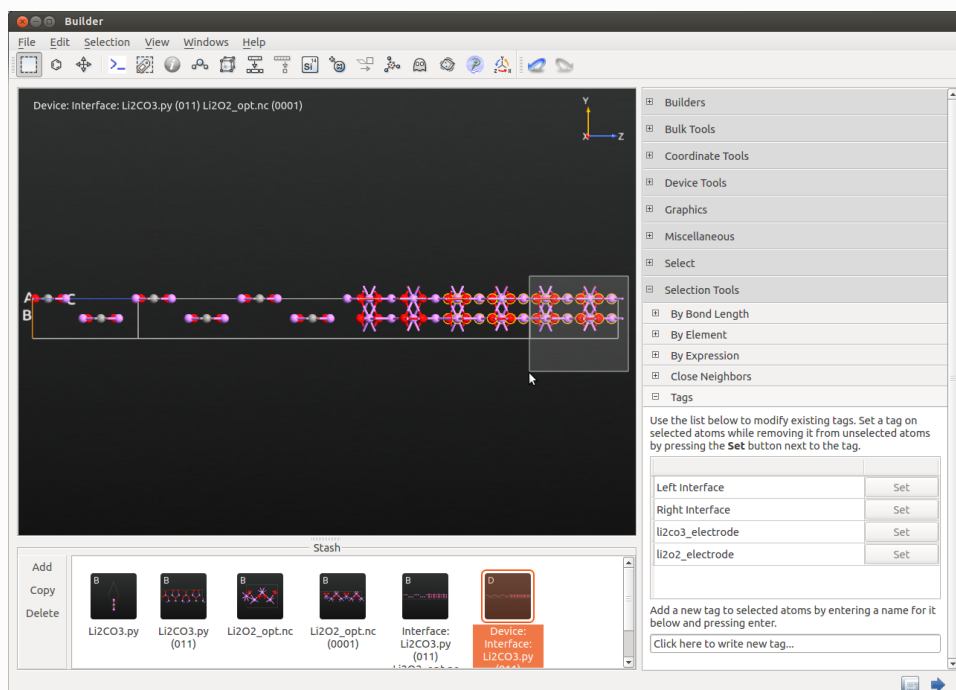 Builder
File Edit Selection View Windows Help
Si
Device: Interface: Li2CO3.py (011) Li2O2_opt.nc (0001)
Y
X
Z
A
C
B
Builders
Bulk Tools
Coordinate Tools
Device Tools
Graphics
Miscellaneous
Select
Selection Tools
By Bond Length
By Element
By Expression
Close Neighbors
Tags
Use the list below to modify existing tags. Set a tag on
selected atoms while removing it from unselected atoms
by pressing the Set button next to the tag.
Left Interface Set
Right Interface Set
li2co3_electrode Set
li2o2_electrode Set
Add a new tag to selected atoms by entering a name for it
below and pressing enter.
Click here to write new tag...
Stash
Add
Copy
Delete
B B B B B D
Li2CO3.py
Li2CO3.py
(011)
Li2O2_opt.nc
Li2O2_opt.nc
(0001)
Interface:
Li2CO3.py
(011)
Device:
Interface:
Li2CO3.py